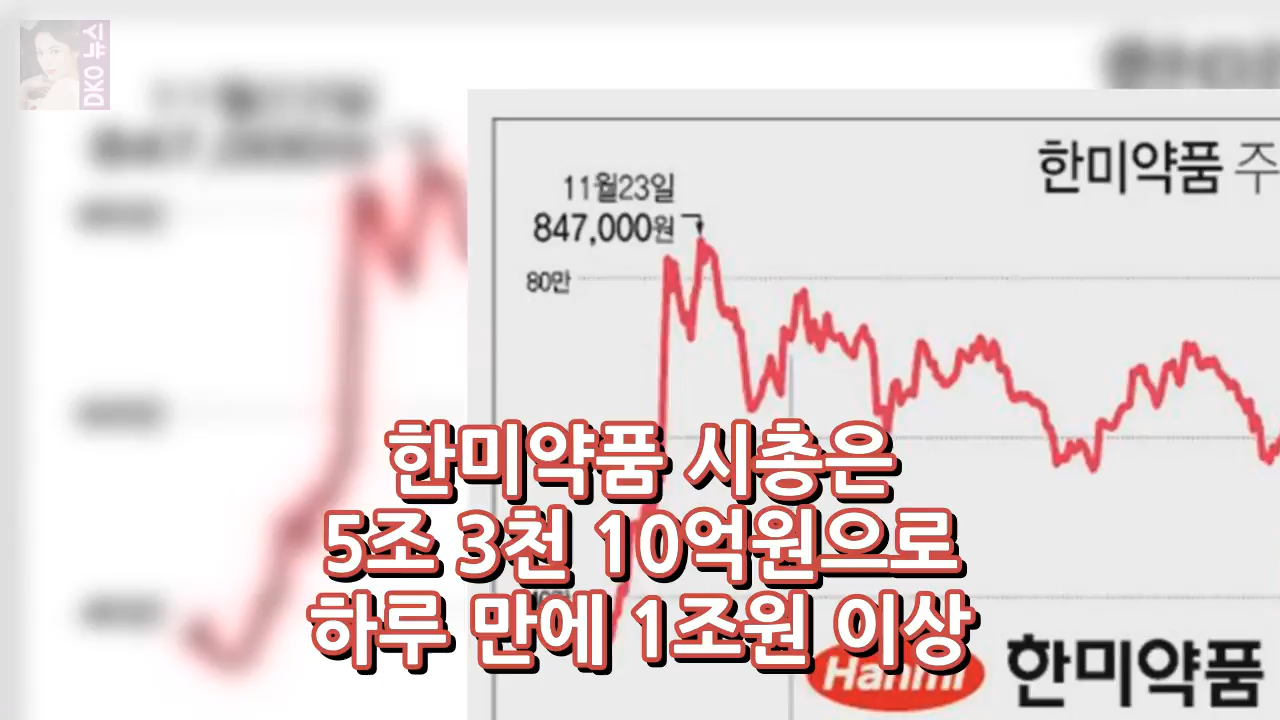 DKO 뉴스
한미약품 주
11월23일
847,000원
80만
한미약품 시총은
5조 3천 10억원으로
하루 만에 1조원 이상
Hanmi 한미약품